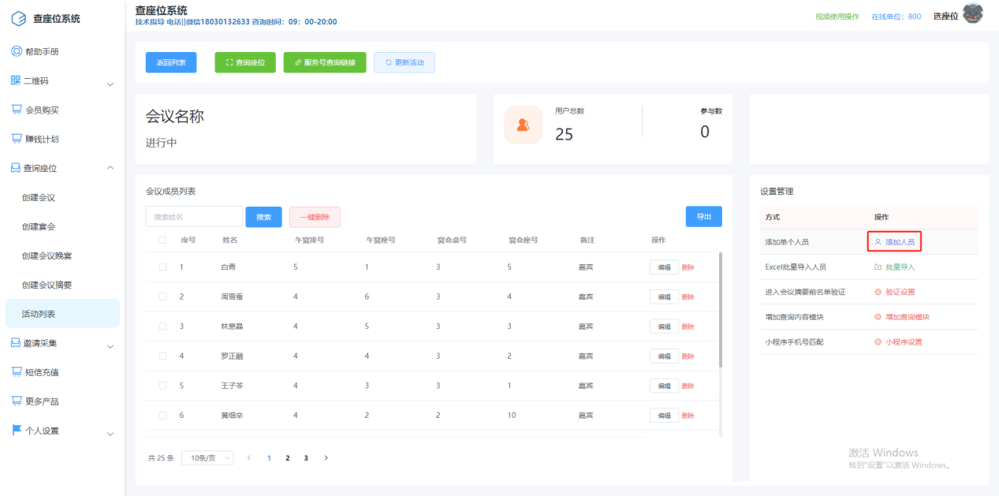 查座位系统
帮助手册
二维码
会员购买
赚钱计划
查询座位
创建会议
创建宴会
创建会议晚宴
创建会议摘要
活动列表
邀请采集
短信充值
更多产品
个人设置
查座位系统
技术指导 电话||微信18030132633 咨询时间：09：00-20:00
视频使用操作 在线单位：800 选座位
返回列表 查询座位 服务号查询链接 更新活动
会议名称
进行中
用户总数
25
参与数
0
会议成员列表
搜索姓名 搜索 一键删除 导出
序号 姓名 午宴排号 午宴座号 宴会桌号 宴会座号 备注 操作
1 白青 5 1 3 5 嘉宾 编辑 删除
2 周雪萤 4 6 3 4 嘉宾 编辑 删除
3 林意晶 4 5 3 3 嘉宾 编辑 删除
4 罗正融 4 4 3 2 嘉宾 编辑 删除
5 王子苓 4 3 3 1 嘉宾 编辑 删除
6 黄细辛 4 2 2 10 嘉宾 编辑 删除
共 25 条 10条/页 1 2 3
设置管理
方式 操作
添加单个人员 添加人员
Excel批量导入人员 批量导入
进入会议摘要前名单验证 验证设置
增加查询内容模块 增加查询模块
小程序手机号匹配 小程序设置
激活 Windows
转到"设置"以激活 Windows。